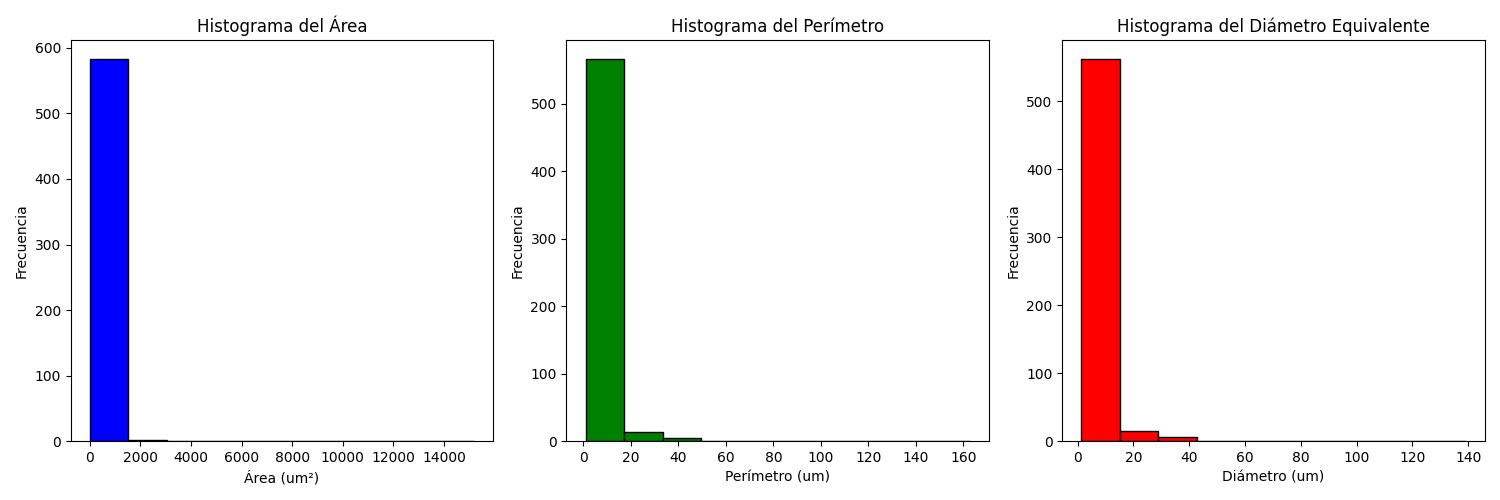 Histograma del Área
600
500
400
300
200
100
0
Frecuencia
0 2000 4000 6000 8000 10000 12000 14000
Área (um²)
Histograma del Perímetro
500
400
300
200
100
0
Frecuencia
0 20 40 60 80 100 120 140 160
Perímetro (um)
Histograma del Diámetro Equivalente
500
400
300
200
100
0
Frecuencia
0 20 40 60 80 100 120 140
Diámetro (um)